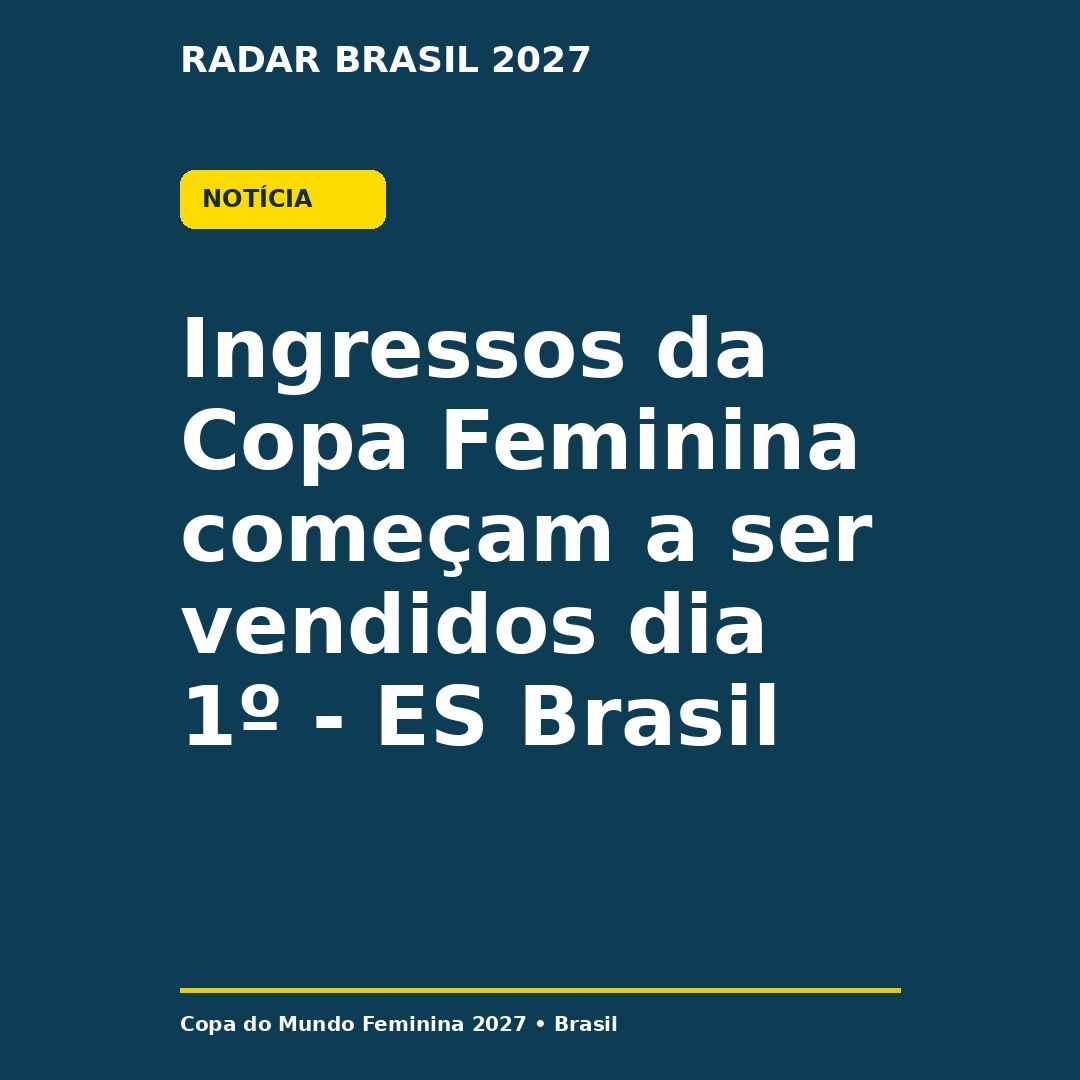 RADAR BRASIL 2027
NOTÍCIA
Ingressos da
Copa Feminina
começam a ser
vendidos dia
1º - ES Brasil
Copa do Mundo Feminina 2027 • Brasil